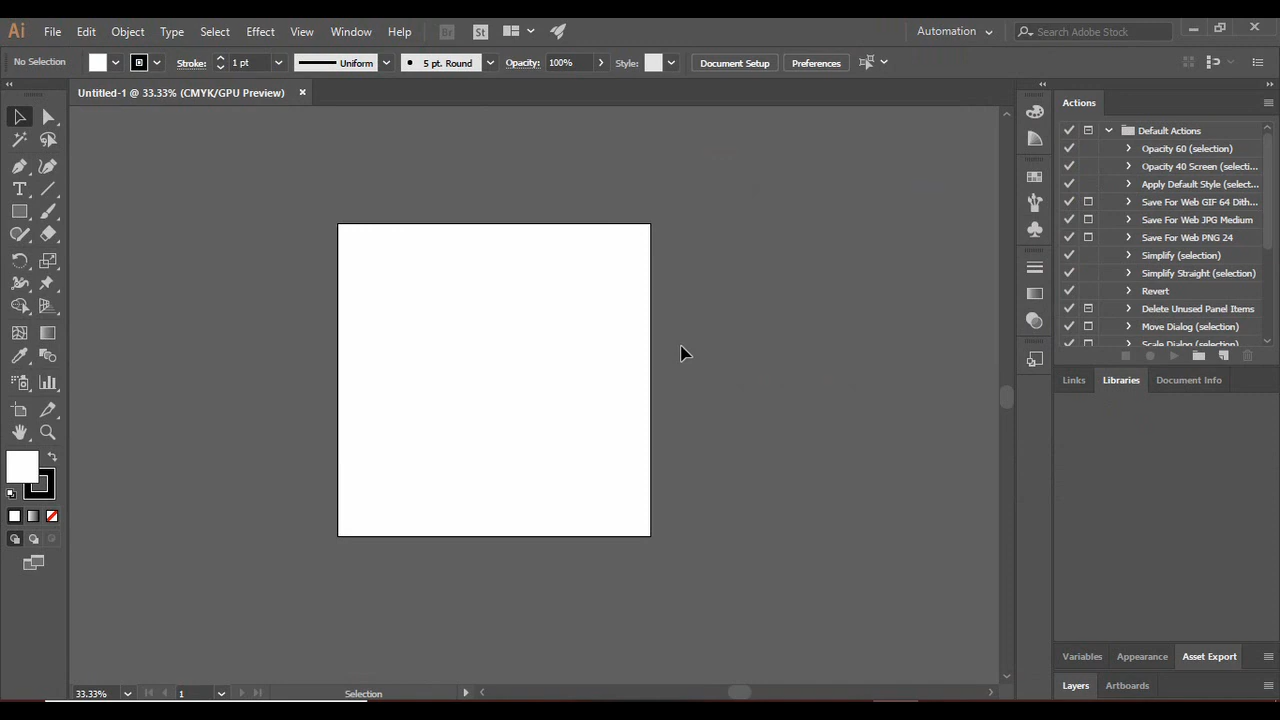 Ai File Edit Object Type Select Effect View Window Help Br St Automation Search Adobe Stock
No Selection Stroke: 1 pt Uniform 5 pt. Round Opacity: 100% Style: Document Setup Preferences
Untitled-1 @ 33.33% (CMYK/GPU Preview)
Actions
Default Actions
Opacity 60 (selection)
Opacity 40 Screen (selecti...
Apply Default Style (select...
Save For Web GIF 64 Dith...
Save For Web JPG Medium
Save For Web PNG 24
Simplify (selection)
Simplify Straight (selection)
Revert
Delete Unused Panel Items
Move Dialog (selection)
Scale Dialog (selection)
Links Libraries Document Info
Variables Appearance Asset Export
Layers Artboards
33.33% 1 Selection